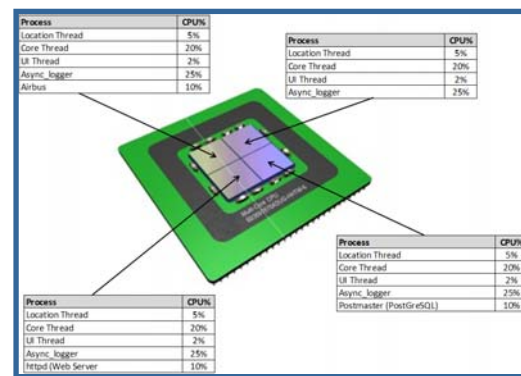 Process CPU%
Location Thread 5%
Core Thread 20%
UI Thread 2%
Async_logger 25%
Airbus 10%
Process CPU%
Location Thread 5%
Core Thread 20%
UI Thread 2%
Async_logger 25%
Multi-Core CPU
Process CPU%
Location Thread 5%
Core Thread 20%
UI Thread 2%
Async_logger 25%
Postmaster (PostGreSQL) 10%
Process CPU%
Location Thread 5%
Core Thread 20%
UI Thread 2%
Async_logger 25%
httpd (Web Server 10%